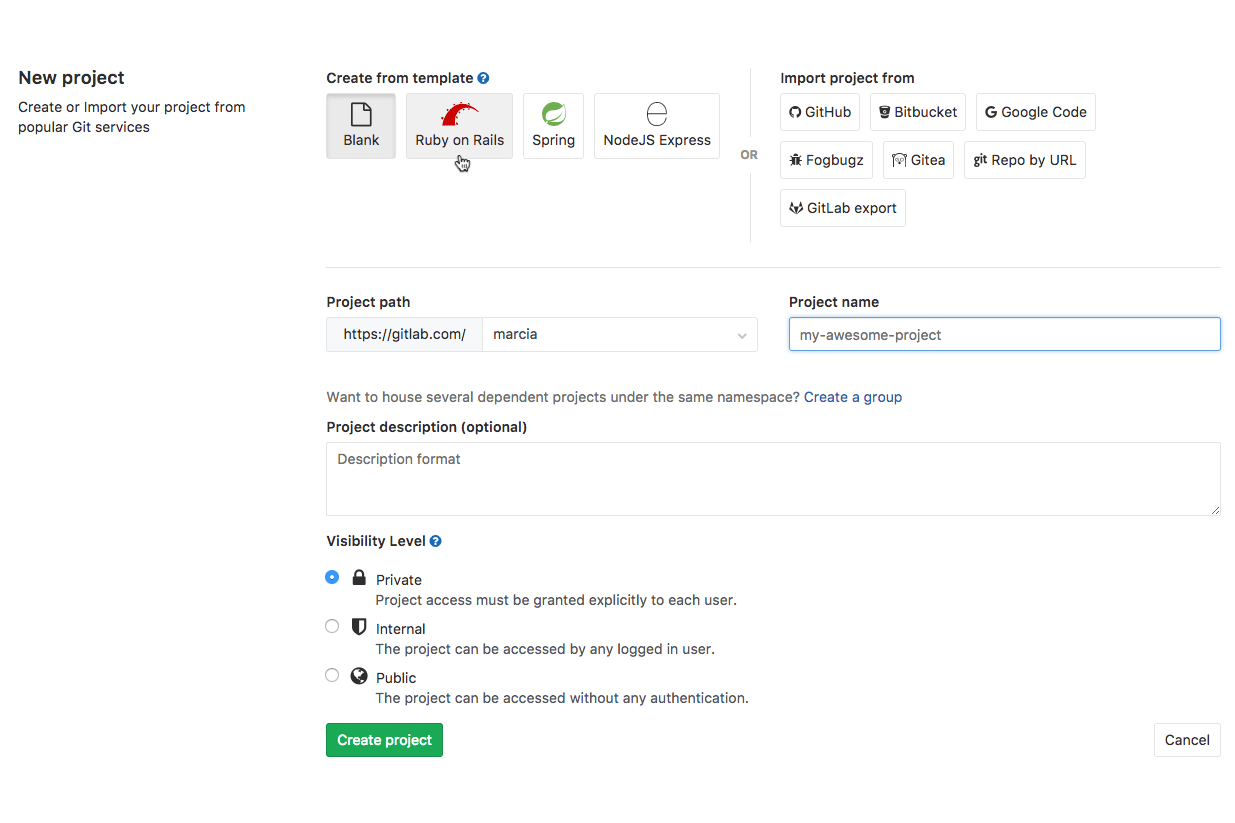 New project
Create or Import your project from
popular Git services
Create from template ?
Blank
Ruby on Rails
Spring
NodeJS Express
OR
Import project from
GitHub
Bitbucket
G Google Code
Fogbugz
Gitea
git Repo by URL
GitLab export
Project path
https://gitlab.com/
marcia
Project name
my-awesome-project
Want to house several dependent projects under the same namespace? Create a group
Project description (optional)
Description format
Visibility Level ?
Private
Project access must be granted explicitly to each user.
Internal
The project can be accessed by any logged in user.
Public
The project can be accessed without any authentication.
Create project
Cancel